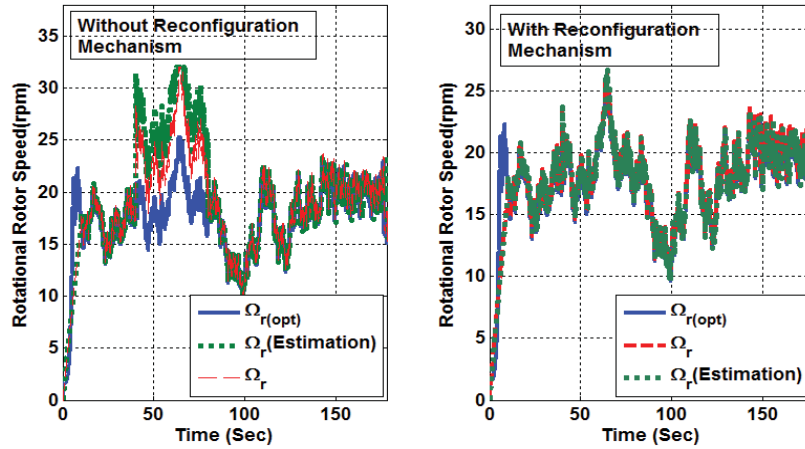 Without Reconfiguration
Mechanism
Rotational Rotor Speed(rpm)
35
30
25
20
15
10
5
0
0
50
100
150
Time (Sec)
Ωr(opt)
Ωr(Estimation)
Ωr
With Reconfiguration
Mechanism
Rotational Rotor Speed(rpm)
30
25
20
15
10
5
0
0
50
100
150
Time (Sec)
Ωr(opt)
Ωr
Ωr(Estimation)